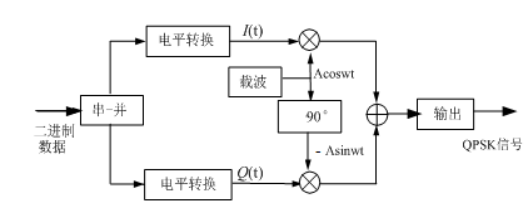 电平转换
I(t)
载波
Acoswt
串-并
二进制
数据
90°
输出
QPSK信号
- Asinwt
电平转换
Q(t)